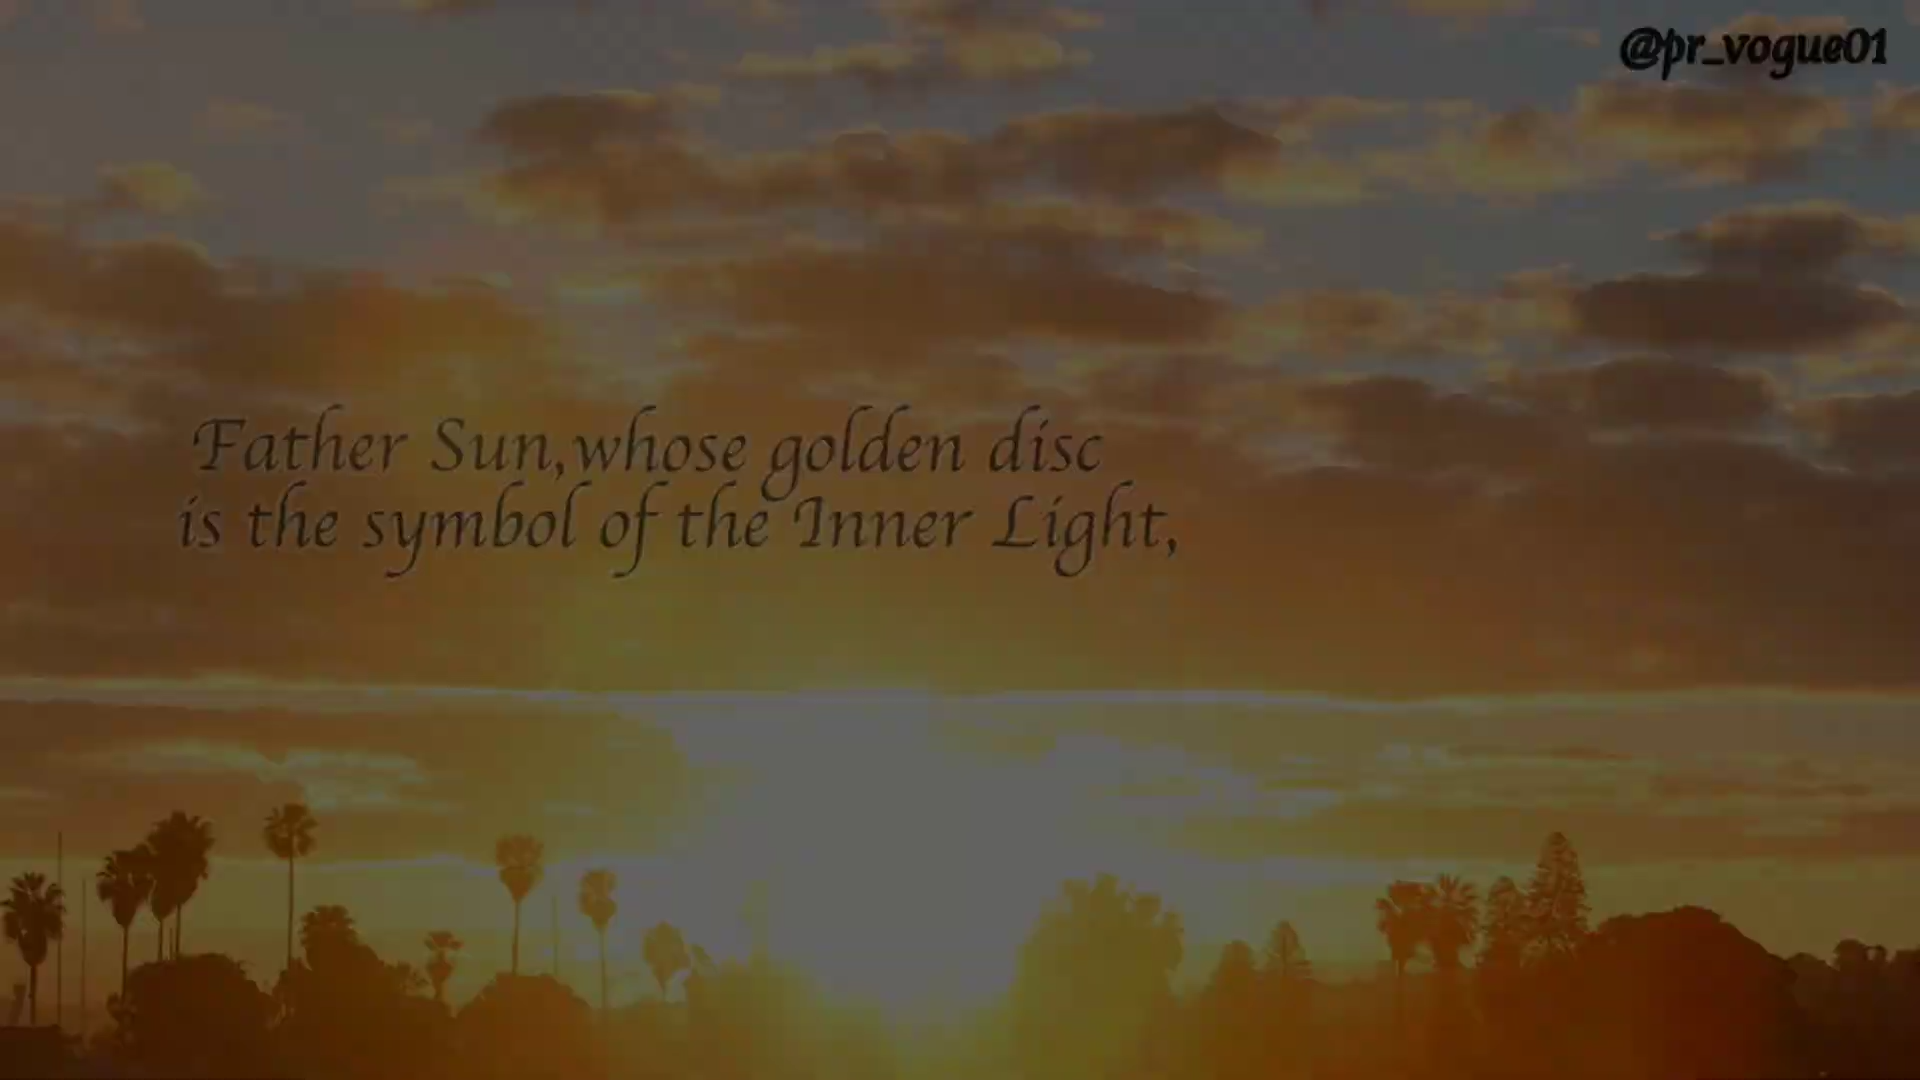 @pr_vogue01
Father Sun,whose golden disc
is the symbol of the Inner Light,